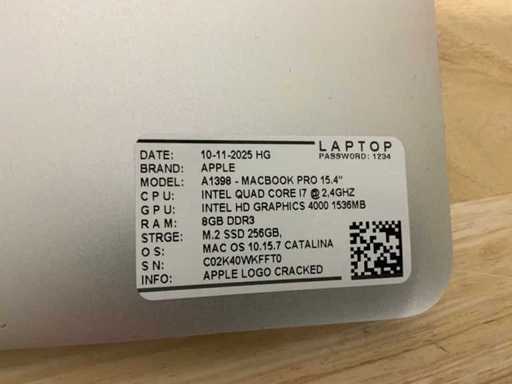 LAPTOP
PASSWORD: 1234
DATE: 10-11-2025 HG
BRAND: APPLE
MODEL: A1398 - MACBOOK PRO 15.4"
CPU: INTEL QUAD CORE I7 @ 2,4GHZ
GPU: INTEL HD GRAPHICS 4000 1536MB
RAM: 8GB DDR3
STRGE: M.2 SSD 256GB,
OS: MAC OS 10.15.7 CATALINA
SN: C02K40WKFFT0
INFO: APPLE LOGO CRACKED